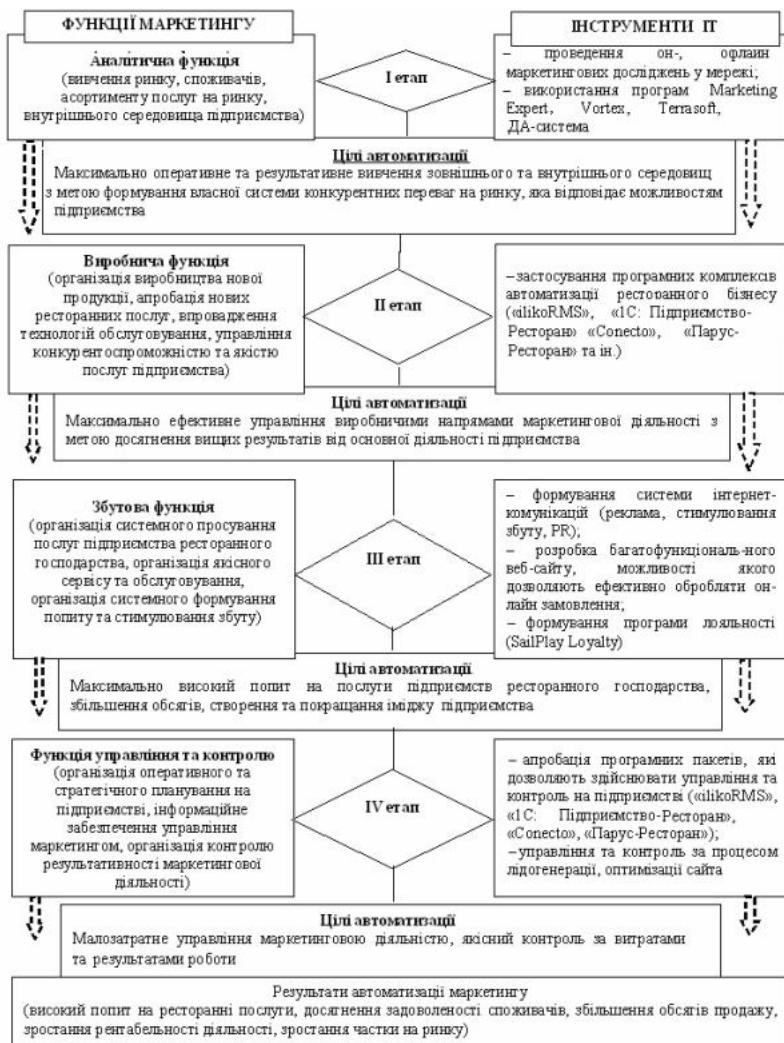 ФУНКЦІЇ МАРКЕТИНГУ
ІНСТРУМЕНТИ ІТ
Аналітична функція
(вивчення ринку, споживачів,
асортименту послуг на ринку,
внутрішнього середовища підприємства)
І етап
– проведення он-, офлайн
маркетингових досліджень у мережі;
– використання програм Marketing
Expert, Vortex, Terrasoft,
ДА-система
Цілі автоматизації
Максимально оперативне та результативне вивчення зовнішнього та внутрішнього середовищ
з метою формування власної системи конкурентних переваг на ринку, яка відповідає можливостям
підприємства
Виробнича функція
(організація виробництва нової
продукції, апробація нових
ресторанних послуг, впровадження
технологій обслуговування, управління
конкурентоспроможністю та якістю
послуг підприємства)
ІІ етап
–застосування програмних комплексів
автоматизації ресторанного бізнесу
(«ilikoRMS», «1С: Підприємство-
Ресторан» «Conecto», «Парус-
Ресторан» та ін.)
Цілі автоматизації
Максимально ефективне управління виробничими напрямами маркетингової діяльності з
метою досягнення вищих результатів від основної діяльності підприємства
Збутова функція
(організація системного просування
послуг підприємства ресторанного
господарства, організація якісного
сервісу та обслуговування,
організація системного формування
попиту та стимулювання збуту)
ІІІ етап
– формування системи інтернет-
комунікацій (реклама, стимулювання
збуту, PR);
– розробка багатофункціональ-ного
веб-сайту, можливості якого
дозволяють ефективно обробляти он-
лайн замовлення;
– формування програми лояльності
(SailPlay Loyalty)
Цілі автоматизації
Максимально високий попит на послуги підприємств ресторанного господарства,
збільшення обсягів, створення та покращання іміджу підприємства
Функція управління та контролю
(організація оперативного та
стратегічного планування на
підприємстві, інформаційне
забезпечення управління
маркетингом, організація контролю
результативності маркетингової
діяльності)
IV етап
– апробація програмних пакетів, які
дозволяють здійснювати управління та
контроль на підприємстві («ilikoRMS»,
«1С: Підприємство-Ресторан»,
«Conecto», «Парус-Ресторан»);
–управління та контроль за процесом
лідогенерації, оптимізації сайта
Цілі автоматизації
Малозатратне управління маркетинговою діяльністю, якісний контроль за витратами
та результатами роботи
Результати автоматизації маркетингу
(високий попит на ресторанні послуги, досягнення задоволеності споживачів, збільшення обсягів продажу,
зростання рентабельності діяльності, зростання частки на ринку)